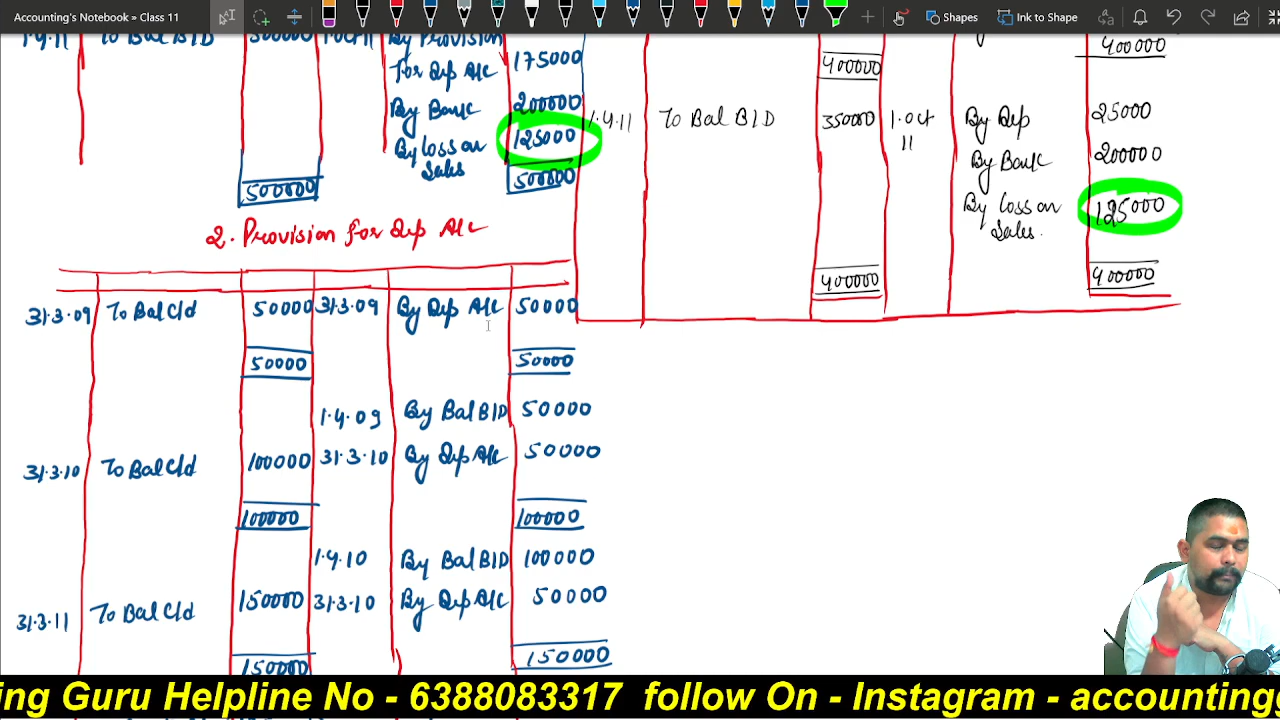 Accounting's Notebook » Class 11
Shapes
Ink to Shape
1.4.11 To Bal B/D 500000 1 Oct 11 By Provision
For Dep A/c 175000
By Bank 200000
By Loss on Sales 125000
500000 500000
400000
400000
1.4.11 To Bal B/D 350000 1.Oct 11 By Dep 25000
By Bank 200000
By Loss on Sales. 125000
400000 400000
2. Provision for Dep A/c
31.3.09 To Bal C/d 50000 31.3.09 By Dep A/c 50000
50000 50000
1.4.09 By Bal B/D 50000
31.3.10 To Bal C/d 100000 31.3.10 By Dep A/c 50000
100000 100000
1.4.10 By Bal B/D 100000
31.3.11 To Bal C/d 150000 31.3.10 By Dep A/c 50000
150000 150000
ing Guru Helpline No - 6388083317 follow On - Instagram - accounting